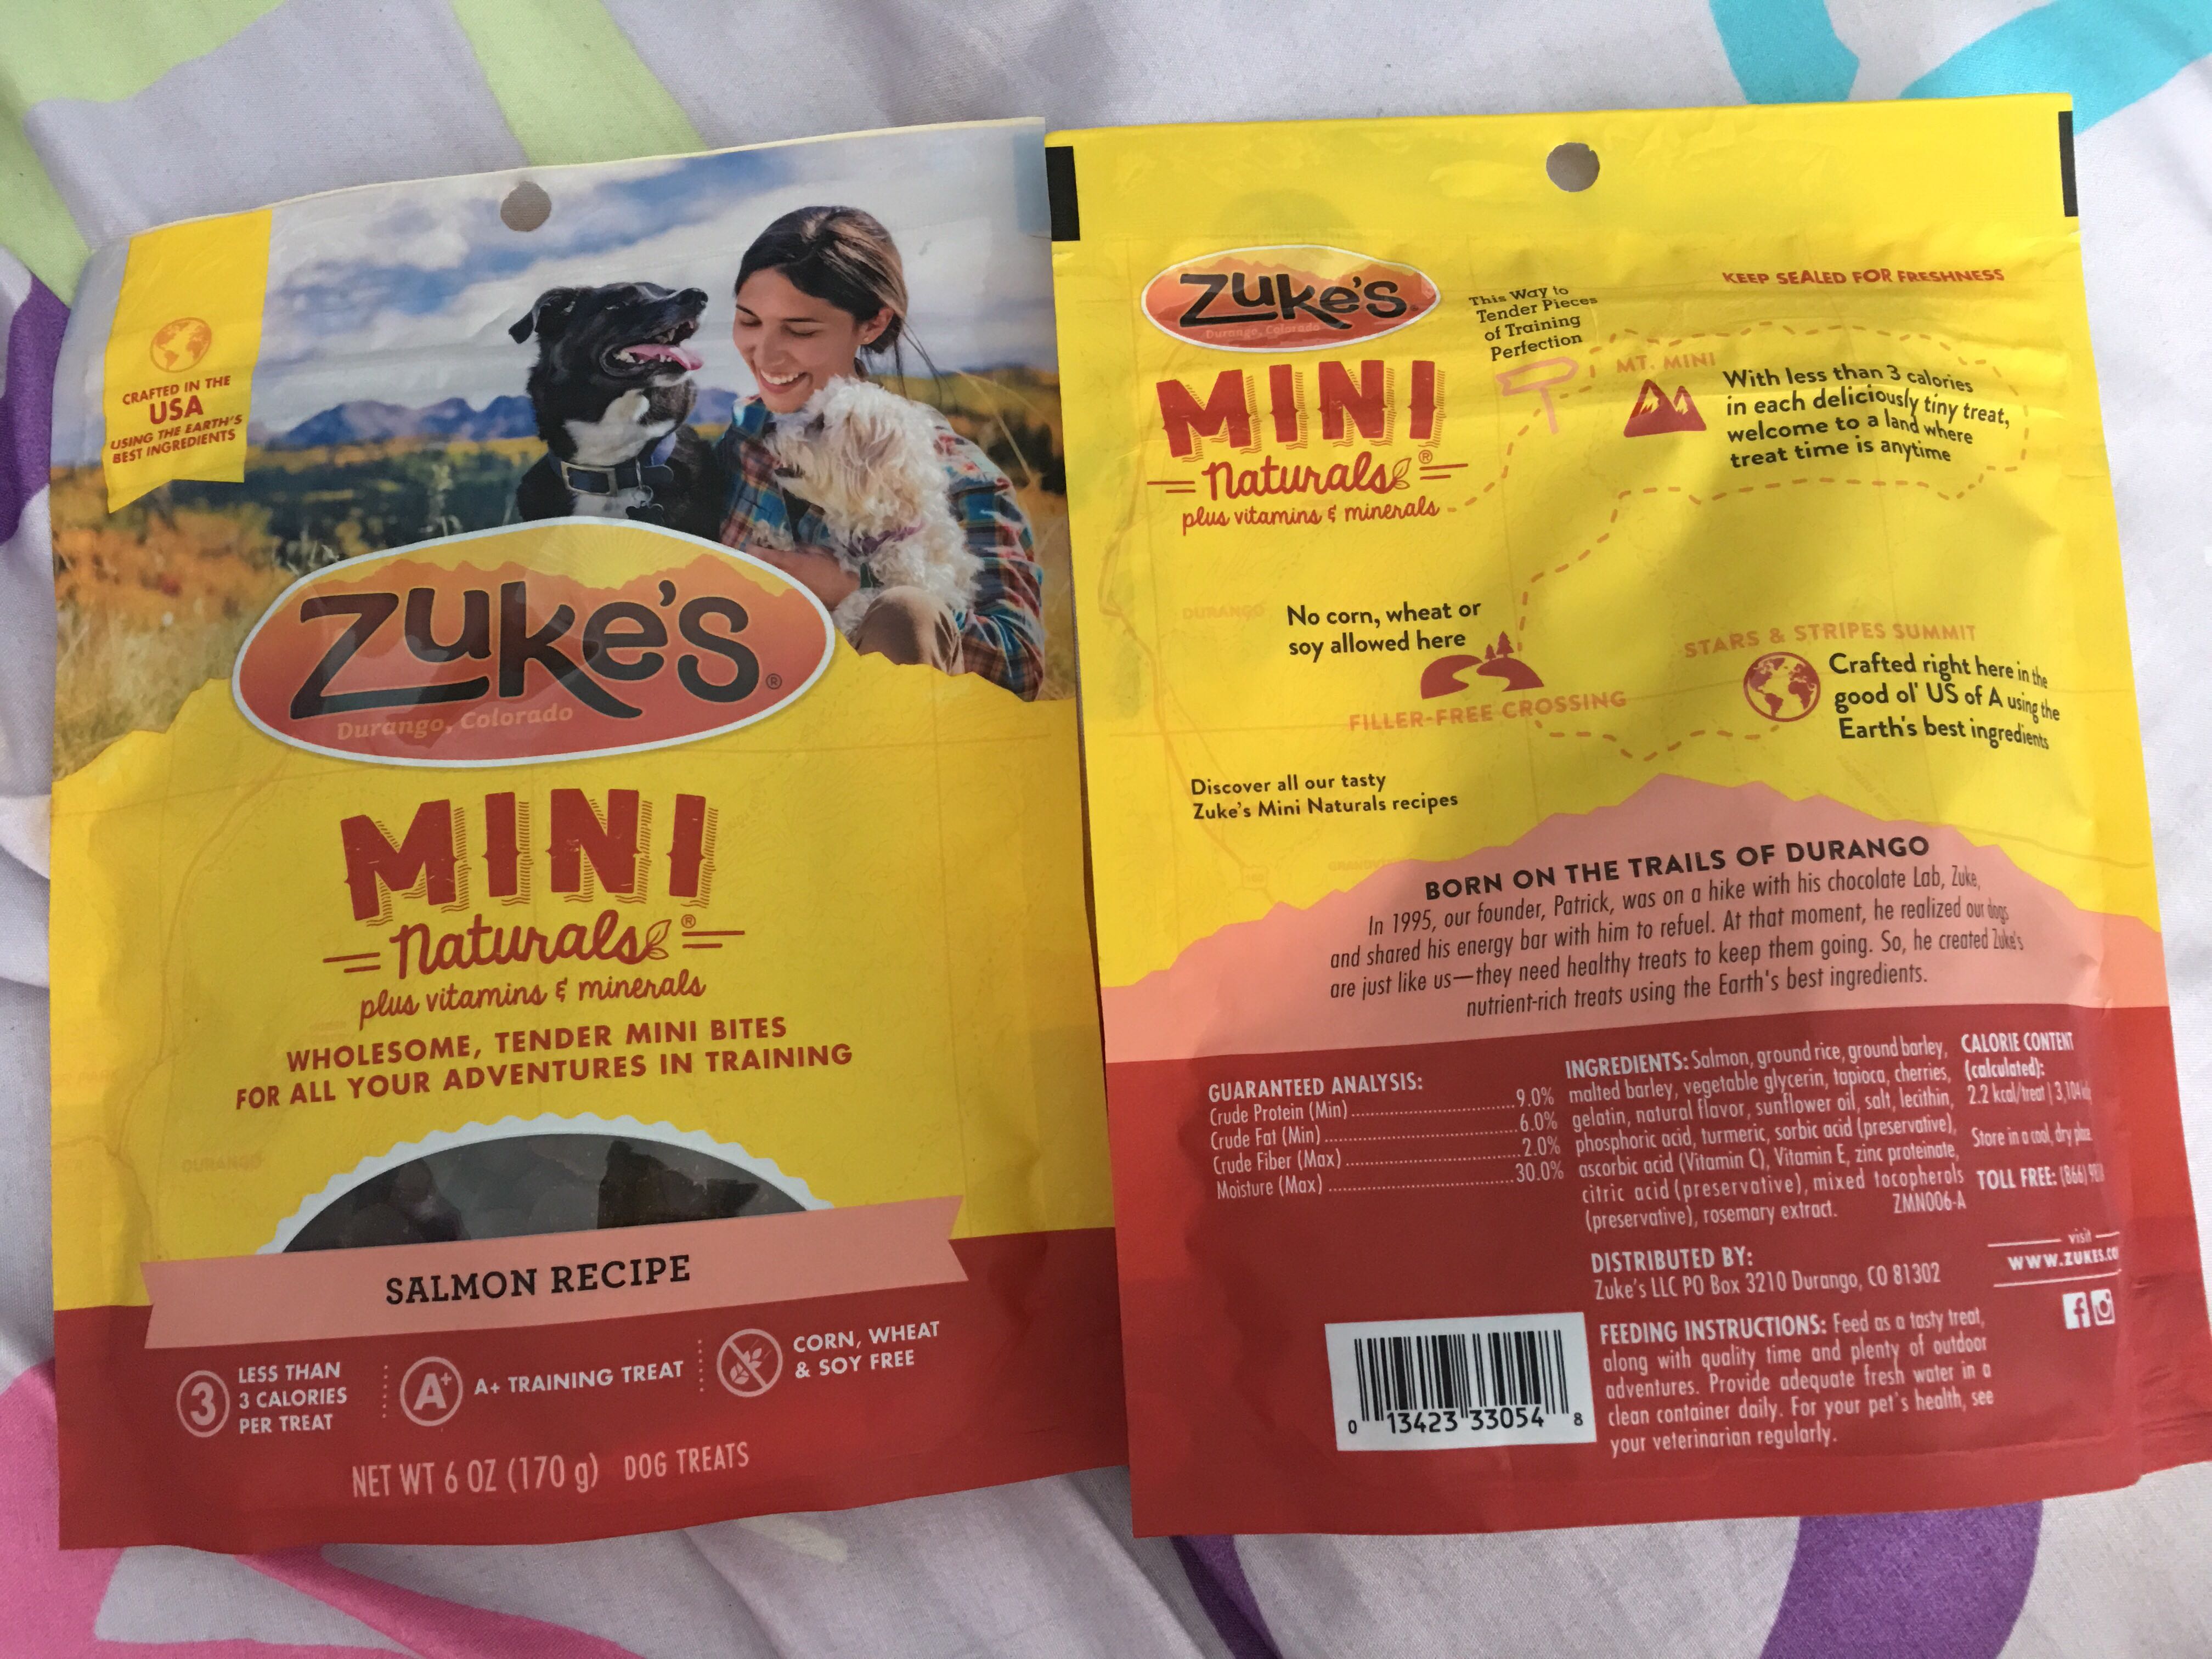 CRAFTED IN THE
USA
USING THE EARTH'S
BEST INGREDIENTS
Zuke's®
Durango, Colorado
MINI
Naturals®
plus vitamins & minerals
WHOLESOME, TENDER MINI BITES
FOR ALL YOUR ADVENTURES IN TRAINING
DURANGO
SALMON RECIPE
3
LESS THAN
3 CALORIES
PER TREAT
A+
A+ TRAINING TREAT
CORN, WHEAT
& SOY FREE
NET WT 6 OZ (170 g) DOG TREATS
Zuke's®
Durango, Colorado
MINI
Naturals®
plus vitamins & minerals
This Way to
Tender Pieces
of Training
Perfection
KEEP SEALED FOR FRESHNESS
MT. MINI
With less than 3 calories
in each deliciously tiny treat,
welcome to a land where
treat time is anytime
DURANGO
No corn, wheat or
soy allowed here
FILLER-FREE CROSSING
STARS & STRIPES SUMMIT
Crafted right here in the
good ol' US of A using the
Earth's best ingredients
Discover all our tasty
Zuke's Mini Naturals recipes
BORN ON THE TRAILS OF DURANGO
In 1995, our founder, Patrick, was on a hike with his chocolate Lab, Zuke,
and shared his energy bar with him to refuel. At that moment, he realized our dogs
are just like us—they need healthy treats to keep them going. So, he created Zuke's
nutrient-rich treats using the Earth's best ingredients.
GUARANTEED ANALYSIS:
Crude Protein (Min) 9.0%
Crude Fat (Min) 6.0%
Crude Fiber (Max) 2.0%
Moisture (Max) 30.0%
INGREDIENTS: Salmon, ground rice, ground barley,
malted barley, vegetable glycerin, tapioca, cherries,
gelatin, natural flavor, sunflower oil, salt, lecithin,
phosphoric acid, turmeric, sorbic acid (preservative),
ascorbic acid (Vitamin C), Vitamin E, zinc proteinate,
citric acid (preservative), mixed tocopherols
(preservative), rosemary extract. ZMN006-A
CALORIE CONTENT
(calculated):
2.2 kcal/treat | 3,104
Store in a cool, dry place
TOLL FREE: (866)
DISTRIBUTED BY:
Zuke's LLC PO Box 3210 Durango, CO 81302
visit
WWW.ZUKES.CO
FEEDING INSTRUCTIONS: Feed as a tasty treat,
along with quality time and plenty of outdoor
adventures. Provide adequate fresh water in a
clean container daily. For your pet's health, see
your veterinarian regularly.
0 13423 33054 8